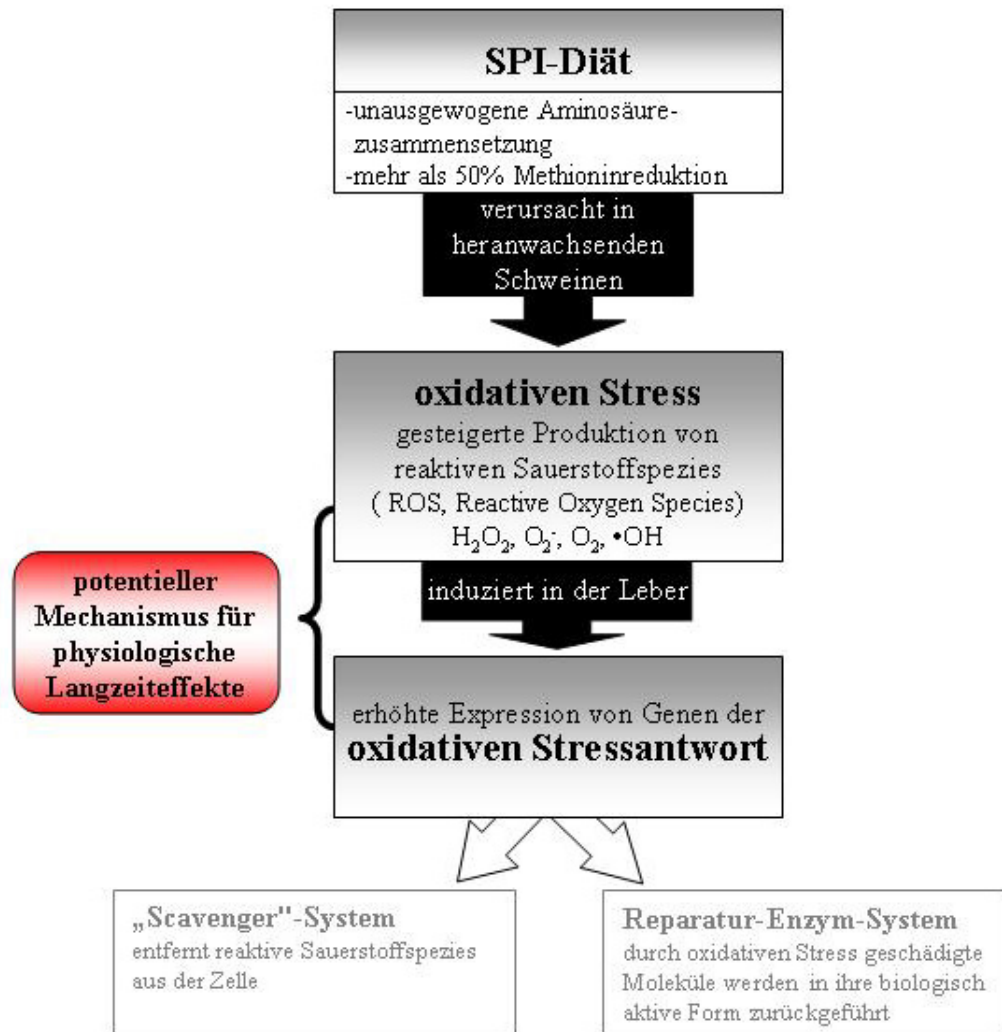 SPI-Diät
-unausgewogene Aminosäure-
zusammensetzung
-mehr als 50% Methioninreduktion
verursacht in
heranwachsenden
Schweinen
oxidativen Stress
gesteigerte Produktion von
reaktiven Sauerstoffspezies
( ROS, Reactive Oxygen Species)
H₂O₂, O₂⁻, O₂, •OH
induziert in der Leber
potentieller
Mechanismus für
physiologische
Langzeiteffekte
erhöhte Expression von Genen der
oxidativen Stressantwort
„Scavenger"-System
entfernt reaktive Sauerstoffspezies
aus der Zelle
Reparatur-Enzym-System
durch oxidativen Stress geschädigte
Moleküle werden in ihre biologisch
aktive Form zurückgeführt